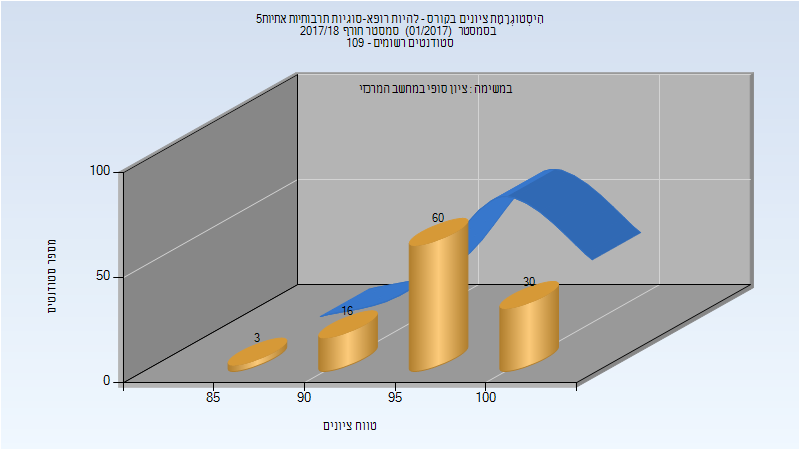 היסטוגרמת ציונים בקורס - להיות רופא-סוגיות תרבותיות אתיות5
בסמסטר (01/2017) סמסטר חורף 2017/18
סטודנטים רשומים - 109
במשימה : ציון סופי במחשב המרכזי
100
50
0
מספר סטודנטים
3
16
60
30
85
90
95
100
טווח ציונים